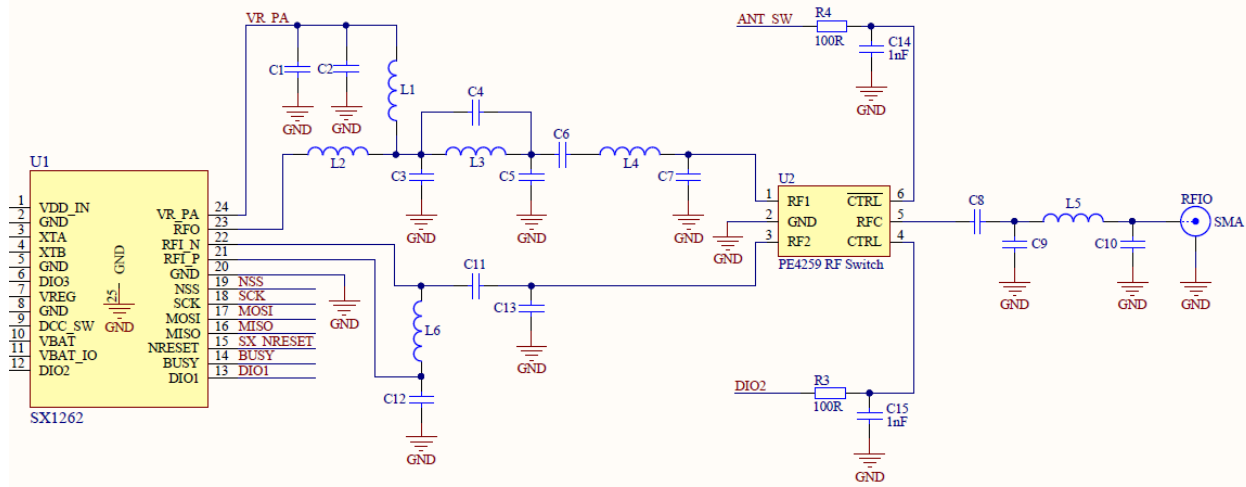 VR_PA
C1
C2
L1
C4
L2
L3
C6
L4
C3
C5
C7
GND
GND
GND
GND
GND
ANT_SW
R4
100R
C14
1nF
GND
U1
1 VDD_IN
2 GND
3 XTA
4 XTB
5 GND
6 DIO3
7 VREG
8 GND
9 DCC_SW
10 VBAT
11 VBAT_IO
12 DIO2
GND
25
GND
VR_PA 24
RFO 23
RFI_N 22
RFI_P 21
GND 20
NSS 19 NSS
SCK 18 SCK
MOSI 17 MOSI
MISO 16 MISO
NRESET 15 SX_NRESET
BUSY 14 BUSY
DIO1 13 DIO1
SX1262
GND
C11
C13
GND
L6
C12
GND
U2
1 RF1 CTRL 6
2 GND RFC 5
3 RF2 CTRL 4
PE4259 RF Switch
GND
C8
L5
C9
C10
GND
GND
RFIO
SMA
GND
DIO2
R3
100R
C15
1nF
GND